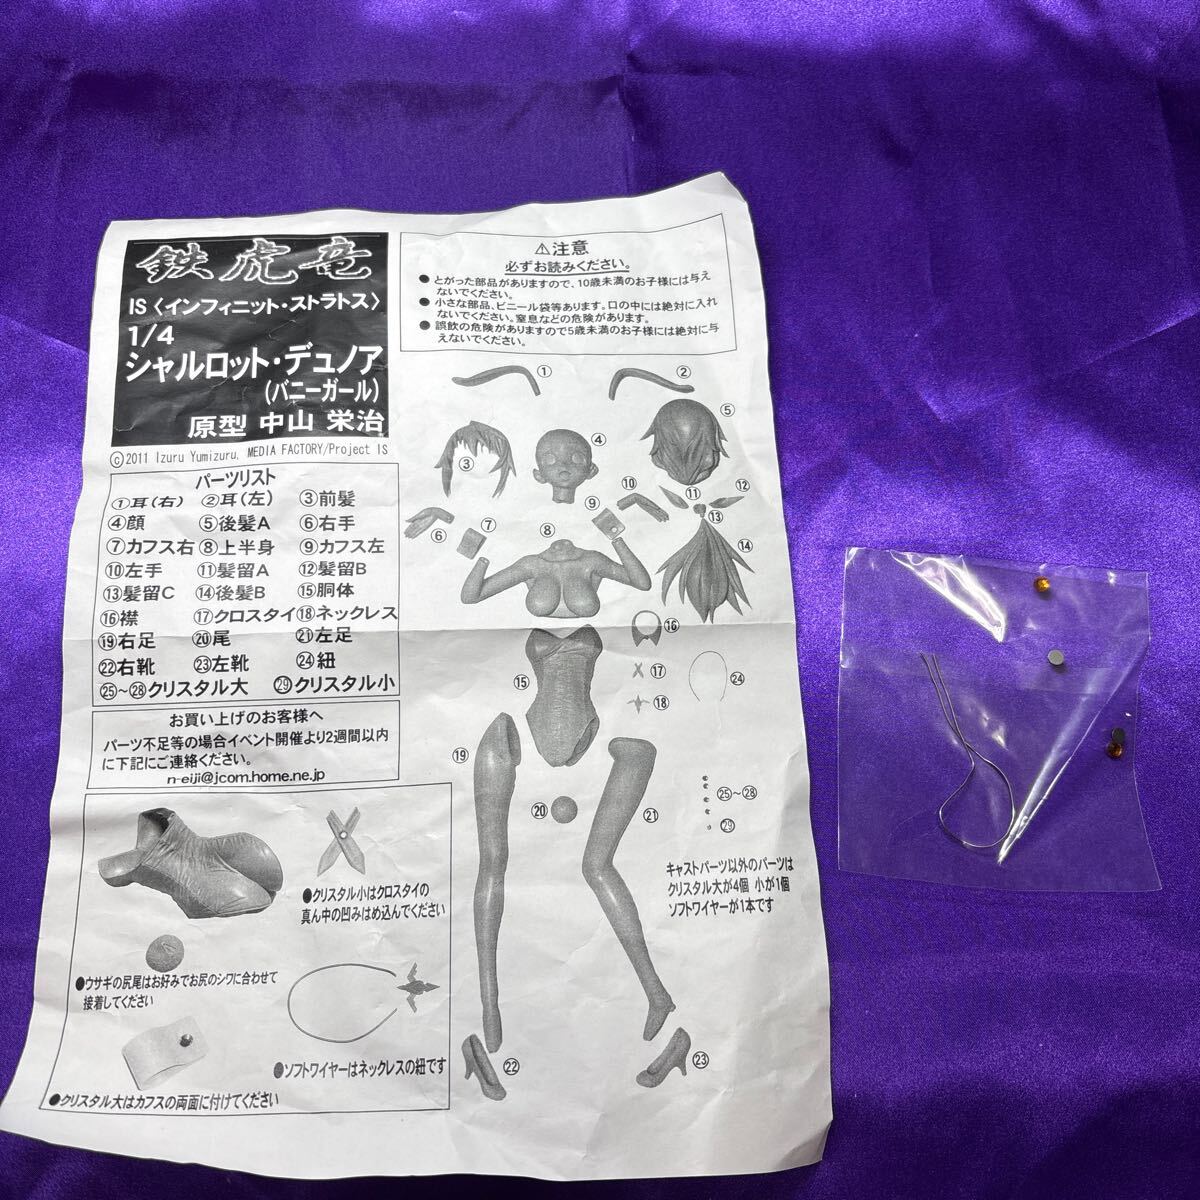 鉄虎竜
IS〈インフィニット・ストラトス〉
1/4
シャルロット・デュノア
(バニーガール)
原型 中山 栄治
©2011 Izuru Yumizuru, MEDIA FACTORY/Project IS
⚠注意
必ずお読みください。
●とがった部品がありますので、10歳未満のお子様には与え
ないでください。
●小さな部品、ビニール袋等あります。口の中には絶対に入れ
ないでください。窒息などの危険があります。
●誤飲の危険がありますので5歳未満のお子様には絶対に与
えないでください。
パーツリスト
①耳(右) ②耳(左) ③前髪
④顔 ⑤後髪A ⑥右手
⑦カフス右 ⑧上半身 ⑨カフス左
⑩左手 ⑪髪留A ⑫髪留B
⑬髪留C ⑭後髪B ⑮胴体
⑯襟 ⑰クロスタイ ⑱ネックレス
⑲右足 ⑳尾 ㉑左足
㉒右靴 ㉓左靴 ㉔紐
㉕~㉘クリスタル大 ㉙クリスタル小
お買い上げのお客様へ
パーツ不足等の場合イベント開催より2週間以内
に下記にご連絡ください。
n-eiji@jcom.home.ne.jp
●クリスタル小はクロスタイの
真ん中の凹みはめ込んでください
●ウサギの尻尾はお好みでお尻のシワに合わせて
接着してください
●ソフトワイヤーはネックレスの紐です
●クリスタル大はカフスの両面に付けてください
①
②
③
④
⑤
⑥
⑦
⑧
⑨
⑩
⑪
⑫
⑬
⑭
⑮
⑯
⑰
⑱
⑲
⑳
㉑
㉒
㉓
㉔
㉕~㉘
㉙
キャストパーツ以外のパーツは
クリスタル大が4個 小が1個
ソフトワイヤーが1本です